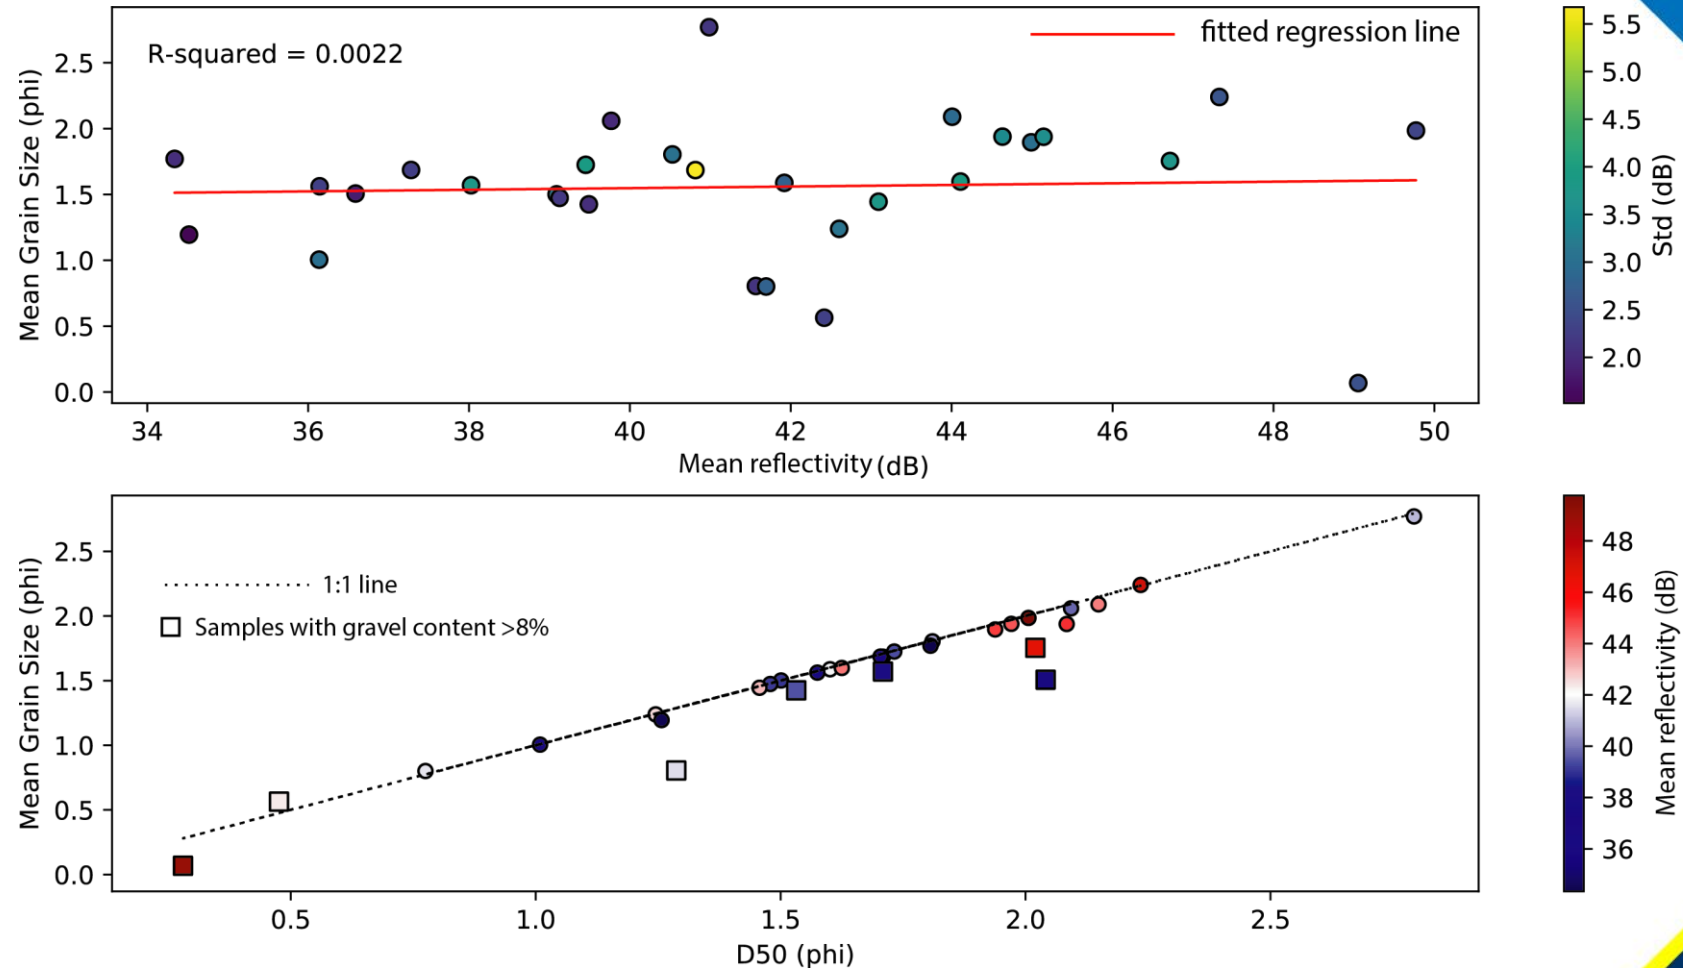 R-squared = 0.0022
fitted regression line
Mean Grain Size (phi)
2.5
2.0
1.5
1.0
0.5
0.0
34 36 38 40 42 44 46 48 50
Mean reflectivity (dB)
5.5
5.0
4.5
4.0
3.5
3.0
2.5
2.0
Std (dB)
1:1 line
Samples with gravel content >8%
Mean Grain Size (phi)
2.5
2.0
1.5
1.0
0.5
0.0
0.5 1.0 1.5 2.0 2.5
D50 (phi)
48
46
44
42
40
38
36
Mean reflectivity (dB)